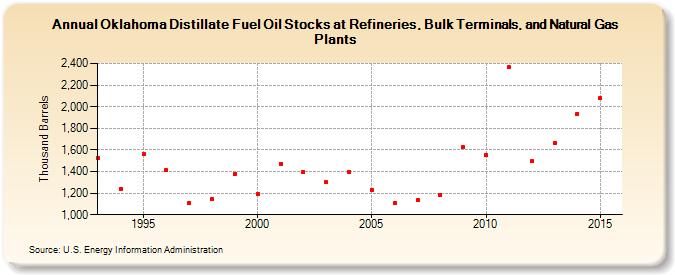 Annual Oklahoma Distillate Fuel Oil Stocks at Refineries, Bulk Terminals, and Natural Gas
Plants
Thousand Barrels
2,400
2,200
2,000
1,800
1,600
1,400
1,200
1,000
1995 2000 2005 2010 2015
Source: U.S. Energy Information Administration